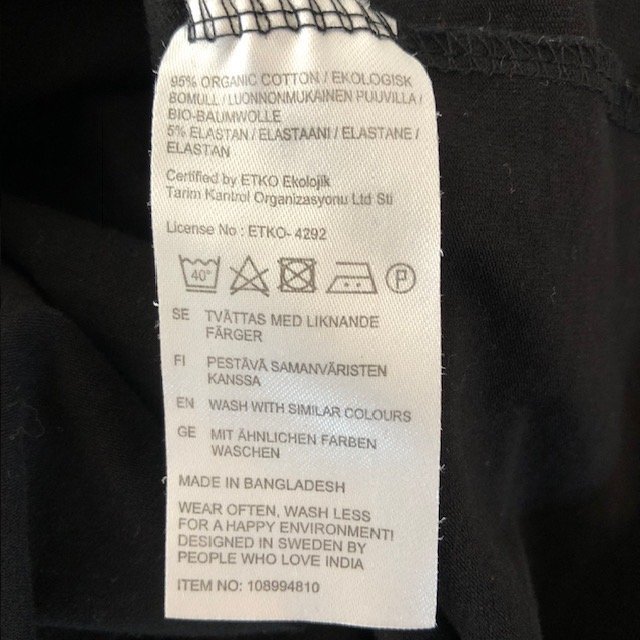 95% ORGANIC COTTON / EKOLOGISK
BOMULL / LUONNONMUKAINEN PUUVILLA /
BIO-BAUMWOLLE
5% ELASTAN / ELASTAANI / ELASTANE /
ELASTAN
Certified by ETKO Ekolojik
Tarim Kantrol Organizasyonu Ltd Sti
License No : ETKO- 4292
40°
P
SE TVÄTTAS MED LIKNANDE
FÄRGER
FI PESTÄVÄ SAMANVÄRISTEN
KANSSA
EN WASH WITH SIMILAR COLOURS
GE MIT ÄHNLICHEN FARBEN
WASCHEN
MADE IN BANGLADESH
WEAR OFTEN, WASH LESS
FOR A HAPPY ENVIRONMENT!
DESIGNED IN SWEDEN BY
PEOPLE WHO LOVE INDIA
ITEM NO: 108994810